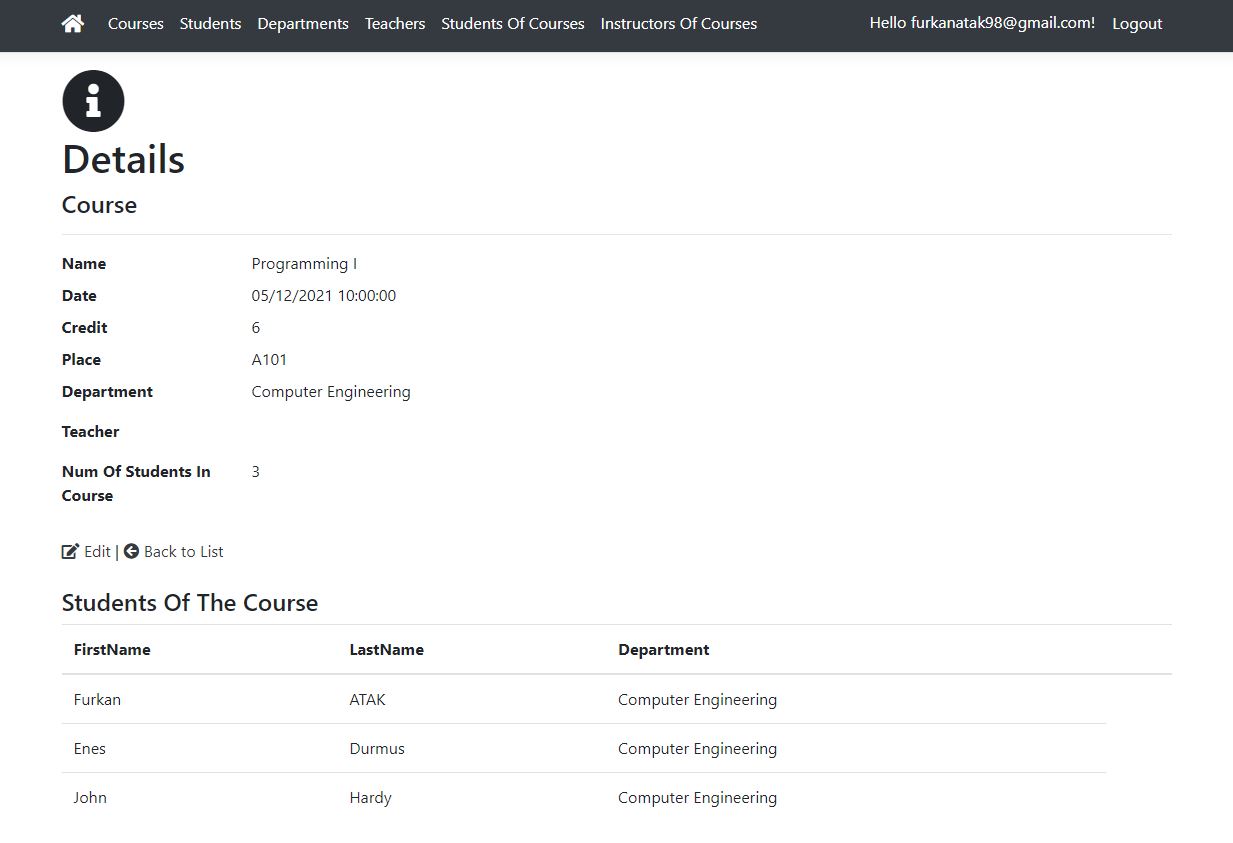 Courses Students Departments Teachers Students Of Courses Instructors Of Courses Hello furkanatak98@gmail.com! Logout
Details
Course
Name Programming I
Date 05/12/2021 10:00:00
Credit 6
Place A101
Department Computer Engineering
Teacher
Num Of Students In 3
Course
Edit | Back to List
Students Of The Course
FirstName LastName Department
Furkan ATAK Computer Engineering
Enes Durmus Computer Engineering
John Hardy Computer Engineering